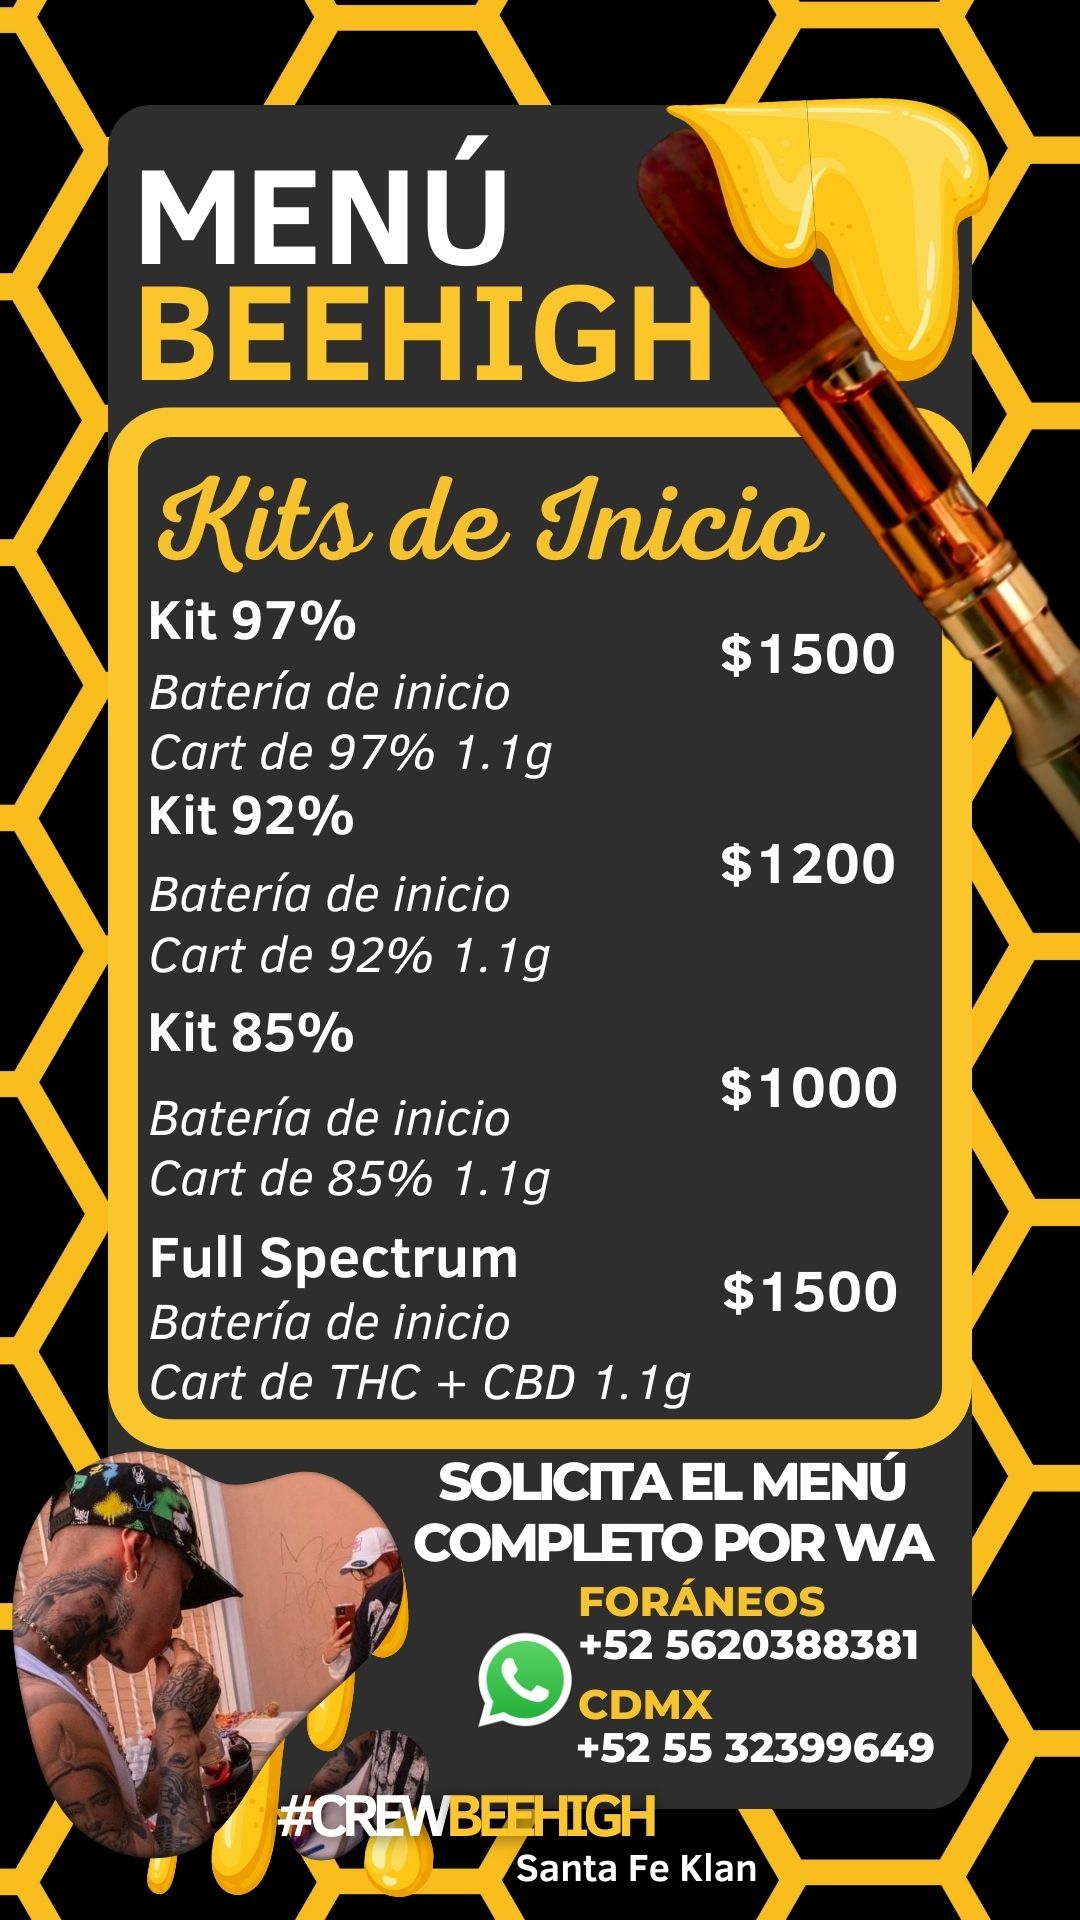 MENÚ
BEEHIGH
Kits de Inicio
Kit 97%
$1500
Batería de inicio
Cart de 97% 1.1g
Kit 92%
$1200
Batería de inicio
Cart de 92% 1.1g
Kit 85%
$1000
Batería de inicio
Cart de 85% 1.1g
Full Spectrum
$1500
Batería de inicio
Cart de THC + CBD 1.1g
SOLICITA EL MENÚ
COMPLETO POR WA
FORÁNEOS
+52 5620388381
CDMX
+52 55 32399649
#CREWBEEHIGH
Santa Fe Klan